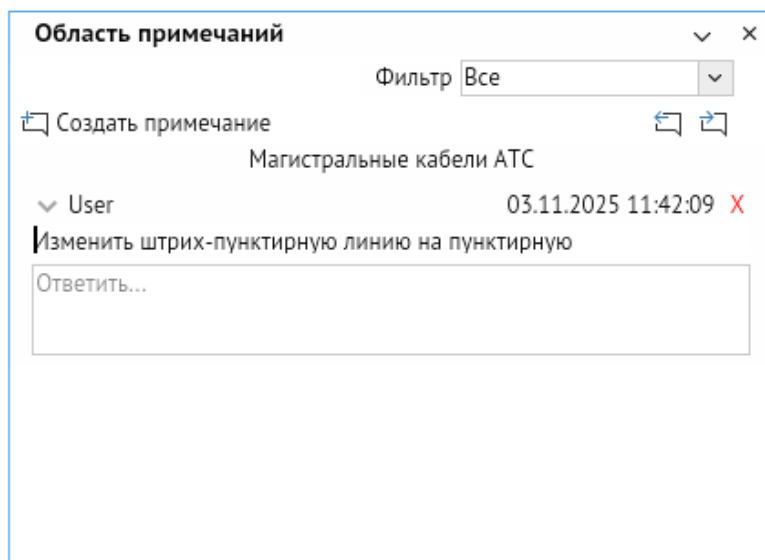 Область примечаний
Фильтр Все
Создать примечание
Магистральные кабели АТС
User 03.11.2025 11:42:09 X
Изменить штрих-пунктирную линию на пунктирную
Ответить...